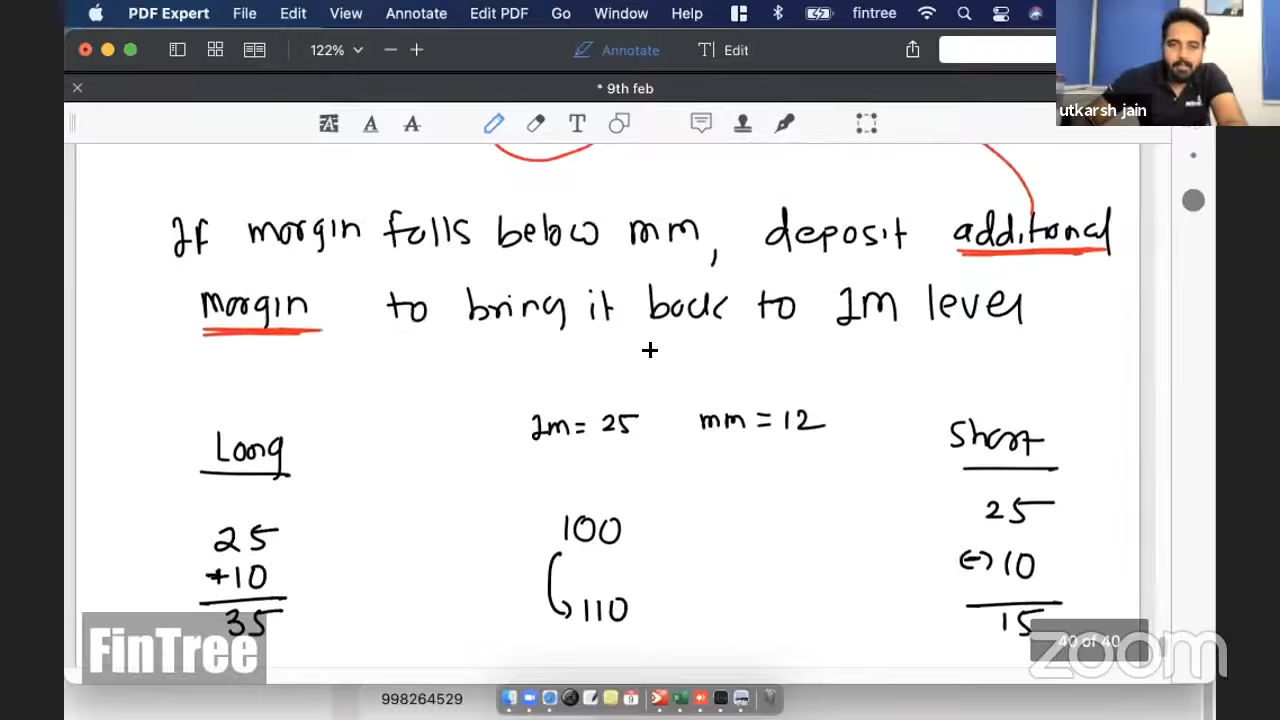 PDF Expert File Edit View Annotate Edit PDF Go Window Help fintree
122% Annotate T Edit
* 9th feb
utkarsh jain
If margin falls below mm, deposit additional
margin to bring it back to Im level
Im = 25 mm = 12
Long
Short
25
+10
35
100
110
25
(-) 10
15
40 of 40
FinTree
zoom
998264529